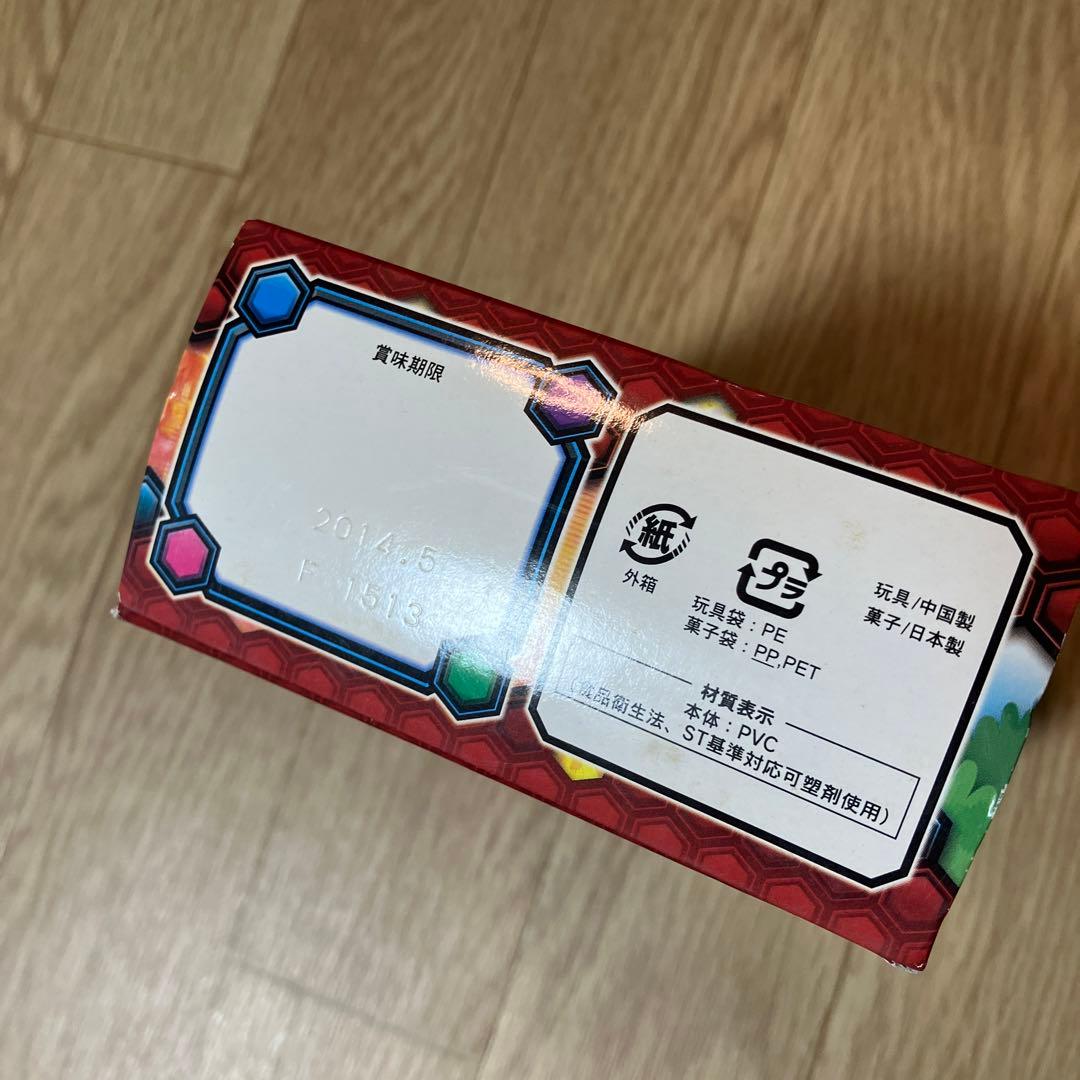 賞味期限
2014.5
F 1513
紙
外箱
プラ
玩具袋：PE
菓子袋：PP,PET
玩具/中国製
菓子/日本製
材質表示
本体：PVC
品衛生法、ST基準対応可塑剤使用）